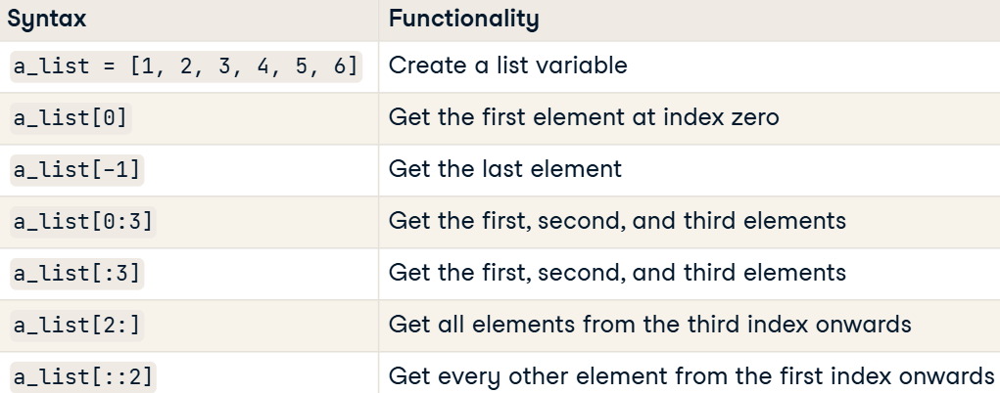 Syntax Functionality
a_list = [1, 2, 3, 4, 5, 6] Create a list variable
a_list[0] Get the first element at index zero
a_list[-1] Get the last element
a_list[0:3] Get the first, second, and third elements
a_list[:3] Get the first, second, and third elements
a_list[2:] Get all elements from the third index onwards
a_list[::2] Get every other element from the first index onwards